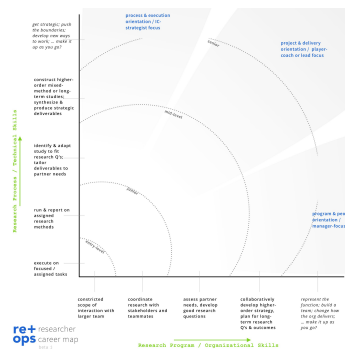 get strategic; push
the boundaries;
develop new ways
to work; ... make it
up as you go?
process & execution
orientation / IC-
strategist focus
project & delivery
orientation / player-
coach or lead focus
program & peo
orientation /
manager-focus
construct higher-
order mixed-
method or long-
term studies;
synthesize &
produce strategic
deliverables
identify & adapt
study to fit
research Q's;
tailor
deliverables to
partner needs
run & report on
assigned
research
methods
execute on
focused /
assigned tasks
senior
mid-level
junior
entry-level
Research Process / Technical Skills
constricted
scope of
interaction with
larger team
coordinate
research with
stakeholders and
teammates
assess partner
needs, develop
good research
questions
collaboratively
develop higher-
order strategy,
plan for long-
term research
Q's & outcomes
represent the
function; build a
team; change how
the org delivers;
... make it up as
you go?
Research Program / Organizational Skills
re+
ops
researcher
career map